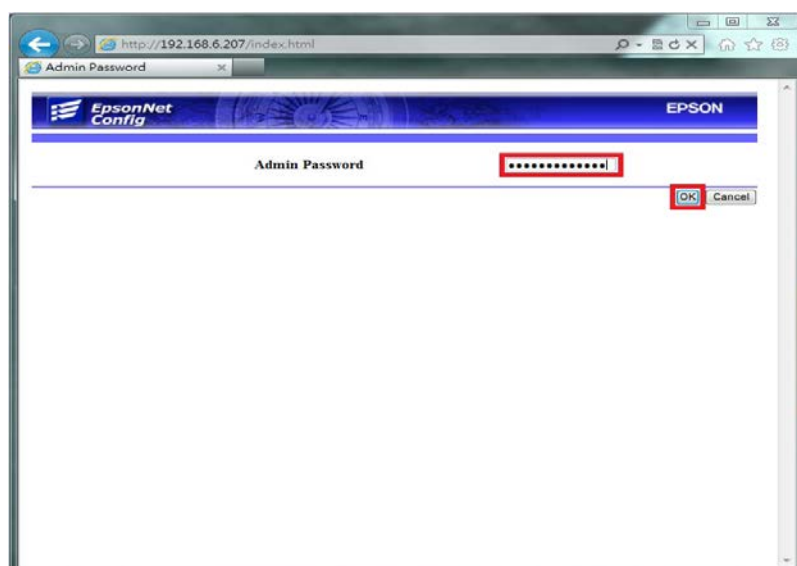 http://192.168.6.207/index.html
Admin Password
EpsonNet
Config
EPSON
Admin Password •••••••••••••
OK Cancel